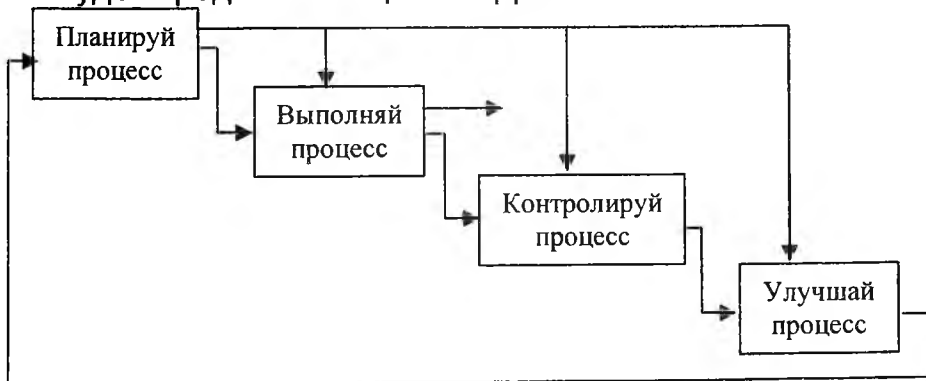 Планируй
процесс
Выполняй
процесс
Контролируй
процесс
Улучшай
процесс